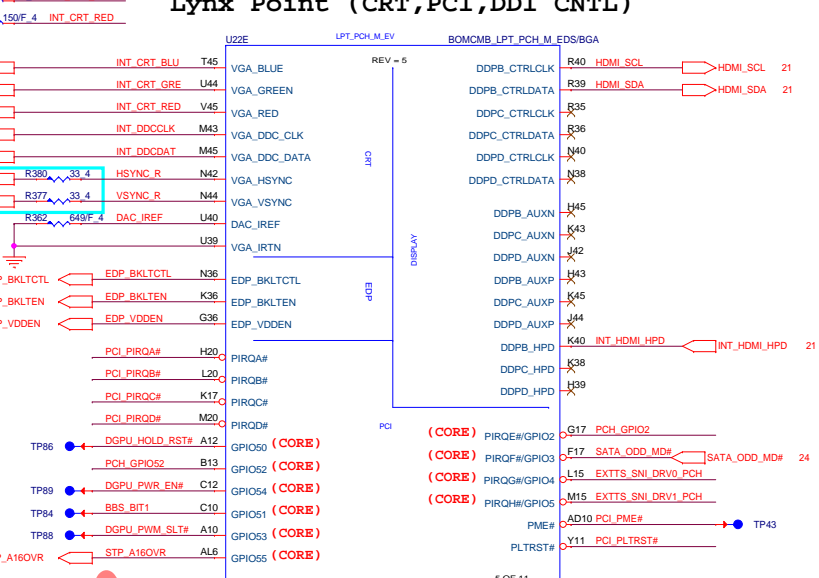 Lynx Point (CRT,PCI,DDI CNTL)
150/F_4 INT_CRT_RED
U22E LPT_PCH_M_EV BOMCMB_LPT_PCH_M_EDS/BGA
REV = 5
INT_CRT_BLU T45 VGA_BLUE DDPB_CTRLCLK R40 HDMI_SCL HDMI_SCL 21
INT_CRT_GRE U44 VGA_GREEN DDPB_CTRLDATA R39 HDMI_SDA HDMI_SDA 21
INT_CRT_RED V45 VGA_RED DDPC_CTRLCLK R35
INT_DDCCLK M43 VGA_DDC_CLK DDPC_CTRLDATA R36
INT_DDCDAT M45 VGA_DDC_DATA DDPD_CTRLCLK N40
CRT
R380 33_4 HSYNC_R N42 VGA_HSYNC DDPD_CTRLDATA N38
R377 33_4 VSYNC_R N44 VGA_VSYNC
DDPB_AUXN H45
R362 649/F_4 DAC_IREF U40 DAC_IREF
DDPC_AUXN K43
U39 VGA_IRTN
DISPLAY
DDPD_AUXN J42
EDP_BKLTCTL N36 EDP_BKLTCTL DDPB_AUXP H43
P_BKLTCTL
EDP
EDP_BKLTEN K36 EDP_BKLTEN DDPC_AUXP K45
P_BKLTEN
EDP_VDDEN G36 EDP_VDDEN DDPD_AUXP J44
P_VDDEN
DDPB_HPD K40 INT_HDMI_HPD INT_HDMI_HPD 21
PCI_PIRQA# H20 PIRQA#
DDPC_HPD K38
PCI_PIRQB# L20 PIRQB#
DDPD_HPD H39
PCI_PIRQC# K17 PIRQC#
PCI_PIRQD# M20 PIRQD#
PCI
(CORE) PIRQE#/GPIO2 G17 PCH_GPIO2
TP86 DGPU_HOLD_RST# A12 GPIO50 (CORE)
(CORE) PIRQF#/GPIO3 F17 SATA_ODD_MD# SATA_ODD_MD# 24
PCH_GPIO52 B13 GPIO52 (CORE)
(CORE) PIRQG#/GPIO4 L15 EXTTS_SNI_DRV0_PCH
TP89 DGPU_PWR_EN# C12 GPIO54 (CORE)
(CORE) PIRQH#/GPIO5 M15 EXTTS_SNI_DRV1_PCH
TP84 BBS_BIT1 C10 GPIO51 (CORE)
PME# AD10 PCI_PME# TP43
TP88 DGPU_PWM_SLT# A10 GPIO53 (CORE)
PLTRST# Y11 PCI_PLTRST#
P_A16OVR STP_A16OVR AL6 GPIO55 (CORE)
5 OF 11